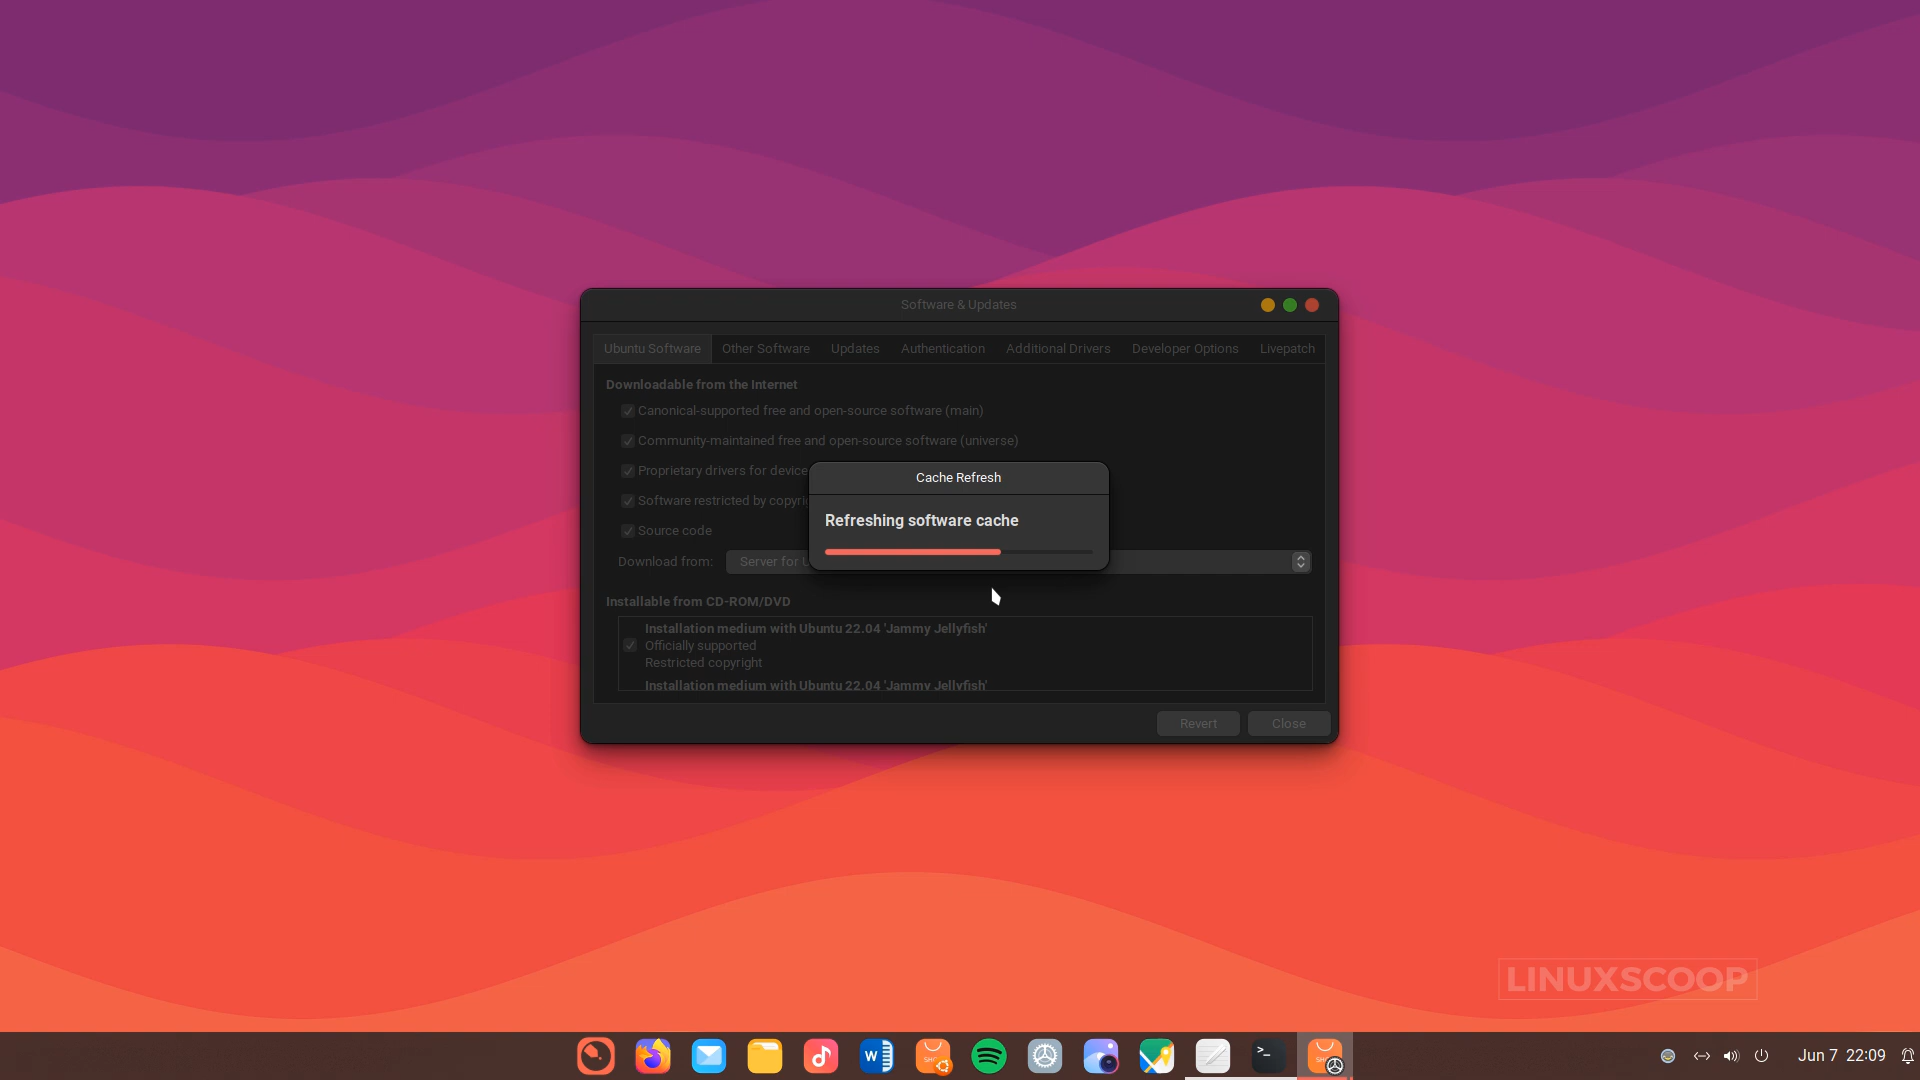 Software & Updates
Ubuntu Software Other Software Updates Authentication Additional Drivers Developer Options Livepatch
Downloadable from the Internet
Canonical-supported free and open-source software (main)
Community-maintained free and open-source software (universe)
Proprietary drivers for device
Software restricted by copyri
Source code
Download from: Server for U
Cache Refresh
Refreshing software cache
Installable from CD-ROM/DVD
Installation medium with Ubuntu 22.04 'Jammy Jellyfish'
Officially supported
Restricted copyright
Installation medium with Ubuntu 22.04 'Jammy Jellyfish'
Revert Close
LINUXSCOOP
W >_
Jun 7 22:09